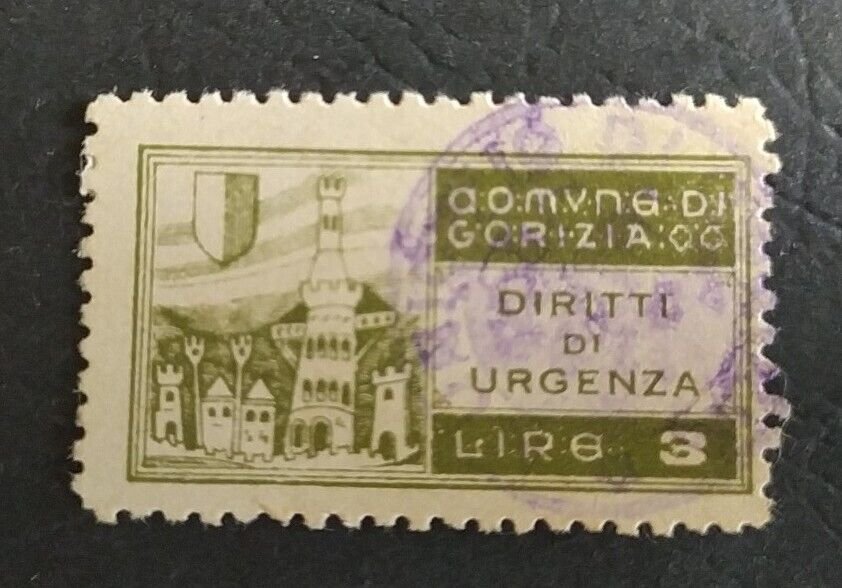 COMVNE DI
GORIZIA
DIRITTI
DI
URGENZA
LIRE 3